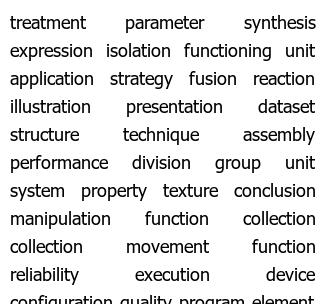 treatment parameter synthesis
expression isolation functioning unit
application strategy fusion reaction
illustration presentation dataset
structure technique assembly
performance division group unit
system property texture conclusion
manipulation function collection
collection movement function
reliability execution device
configuration quality program element